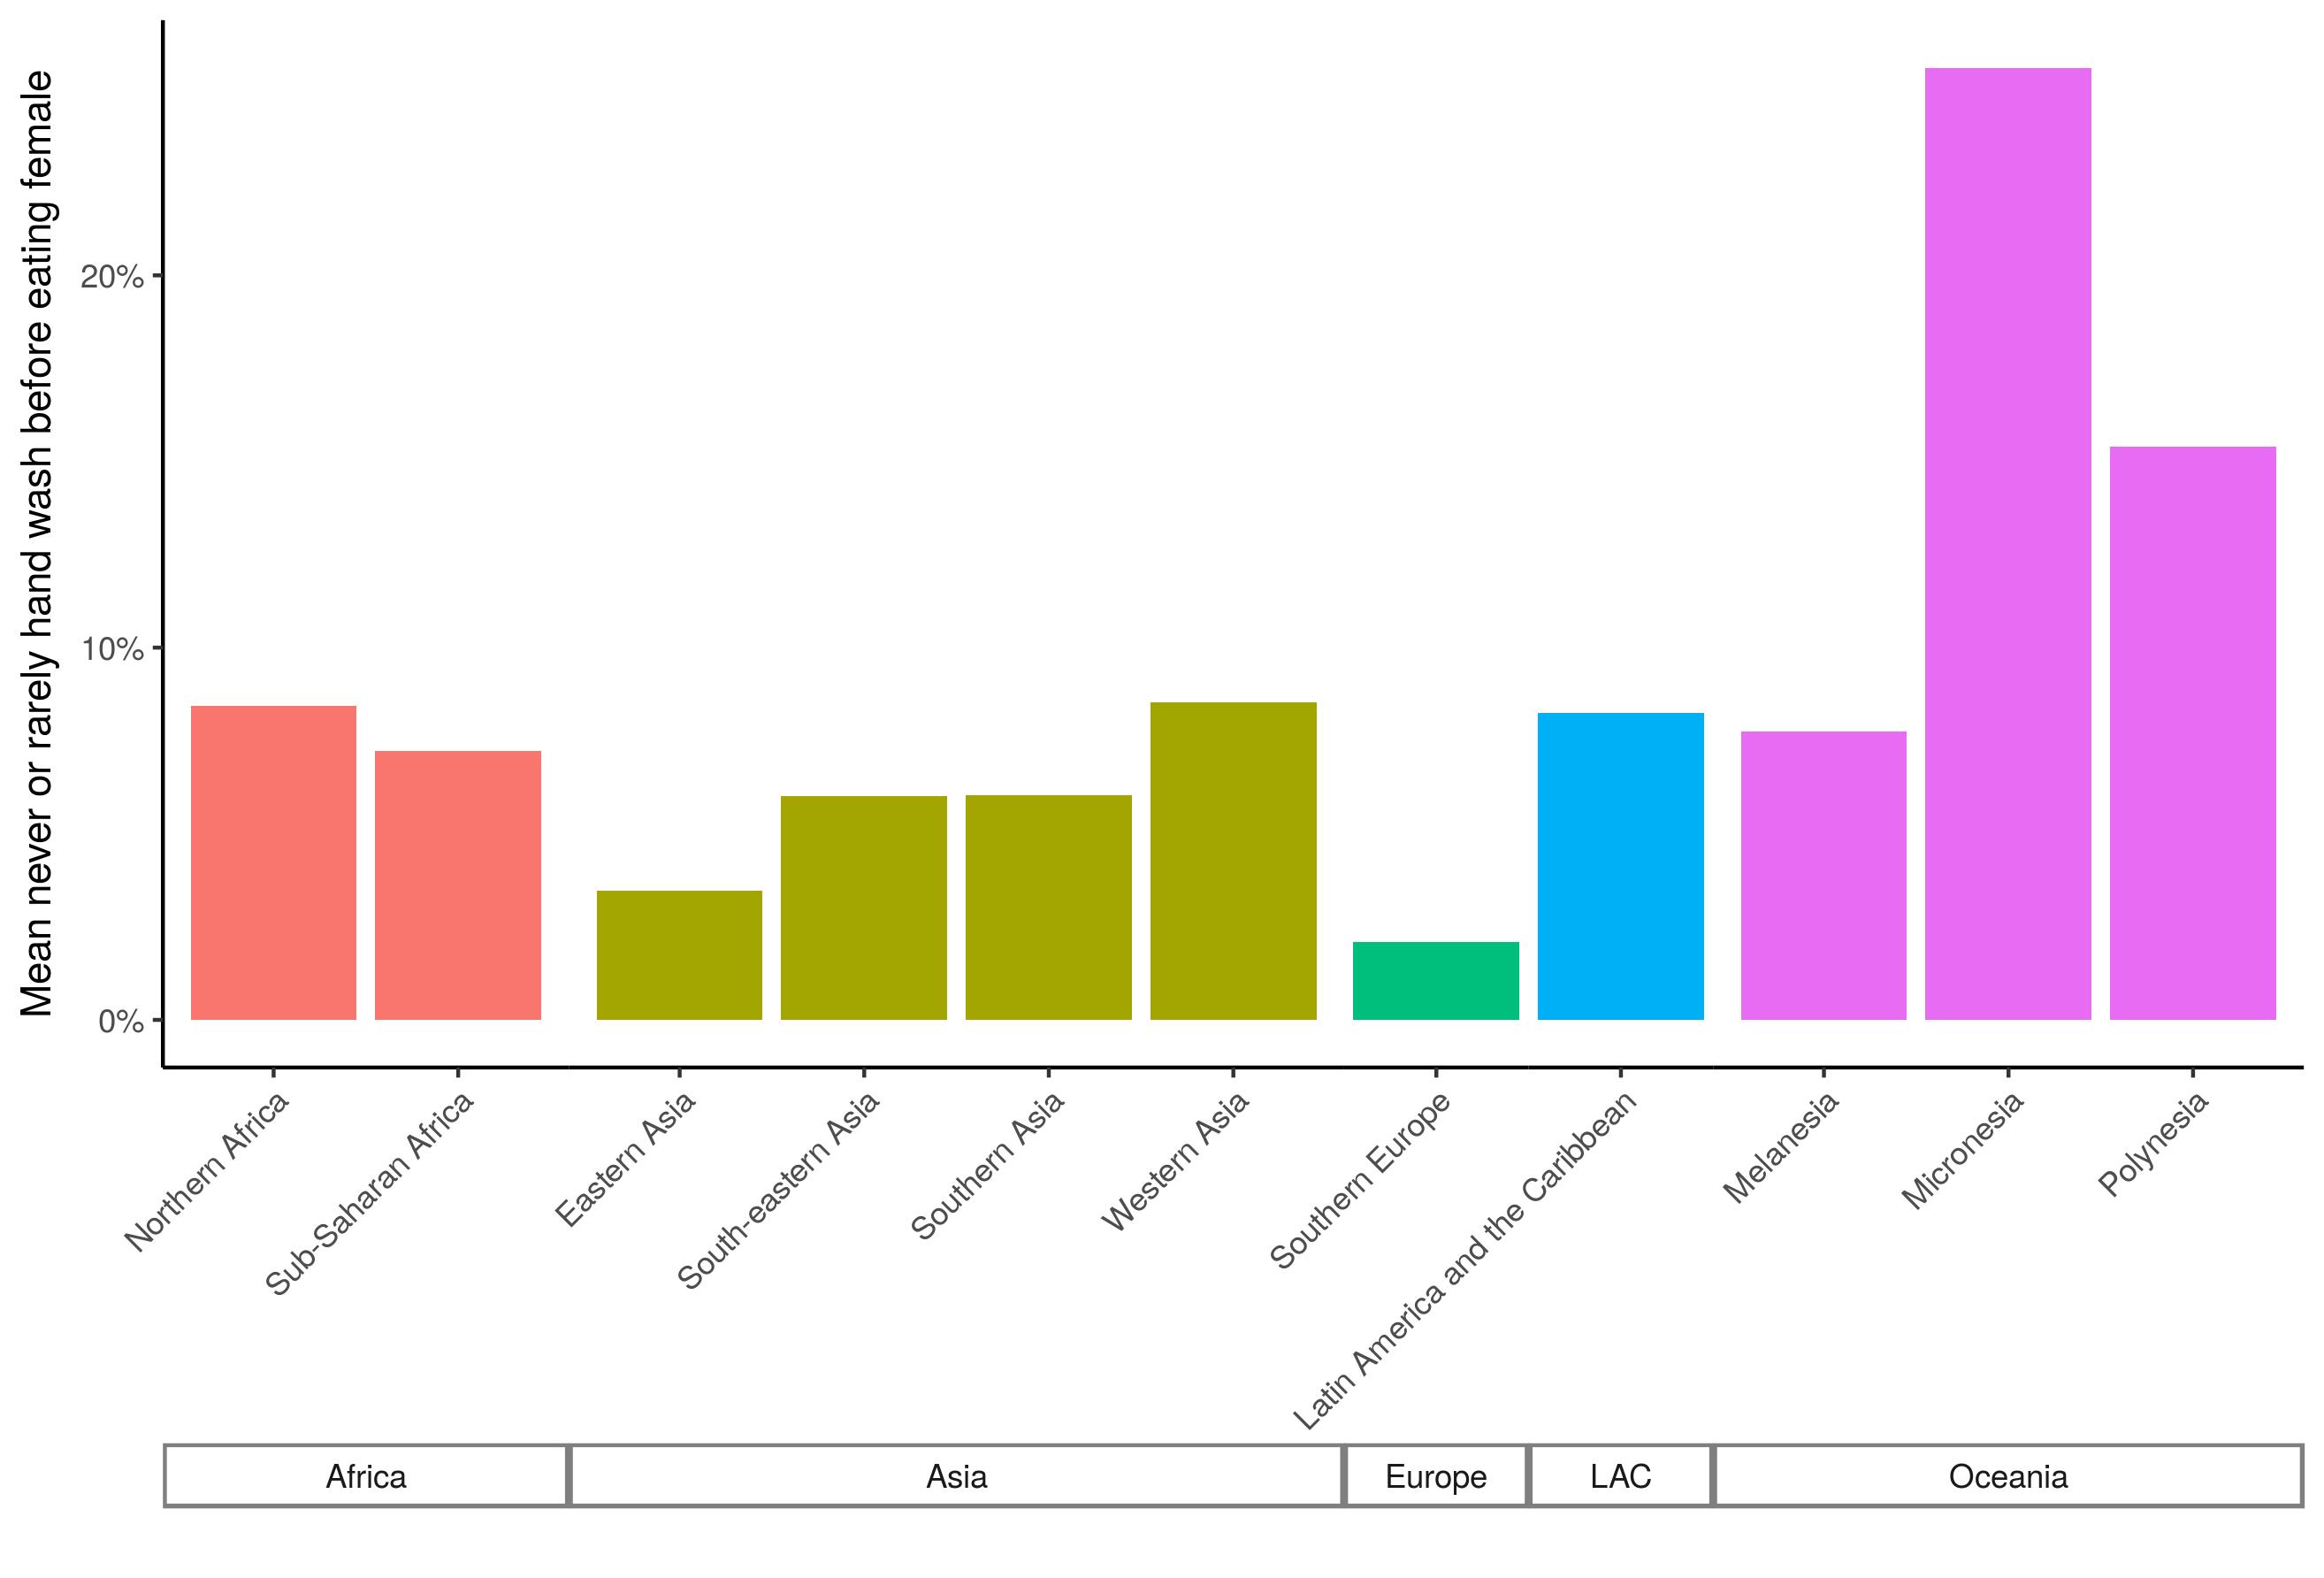 Mean never or rarely hand wash before eating female
20%
10%
0%
Northern Africa
Sub-Saharan Africa
Eastern Asia
South-eastern Asia
Southern Asia
Western Asia
Southern Europe
Latin America and the Caribbean
Melanesia
Micronesia
Polynesia
Africa
Asia
Europe
LAC
Oceania